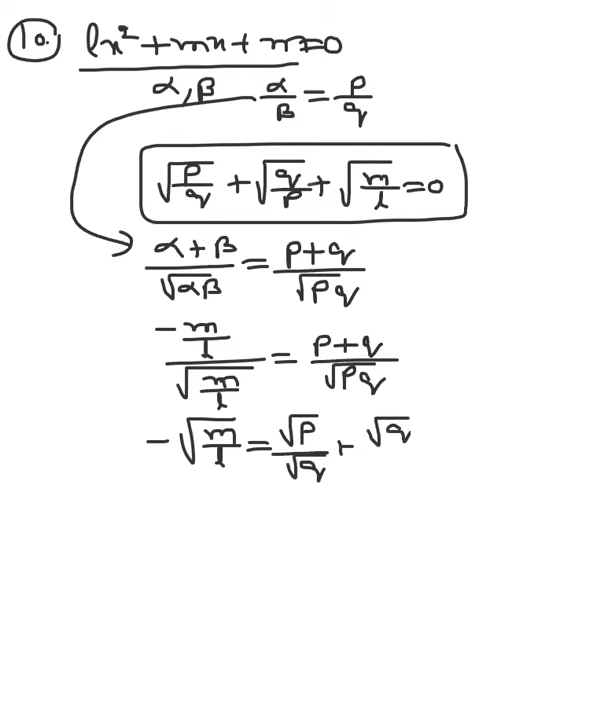 10. lx² + mx + m = 0
α, β α/β = p/q
√(p/q) + √(q/p) + √(m/l) = 0
(α + β)/√(αβ) = (p + q)/√(pq)
(-m/l)/√(m/l) = (p + q)/√(pq)
-√(m/l) = √p/√q + √q